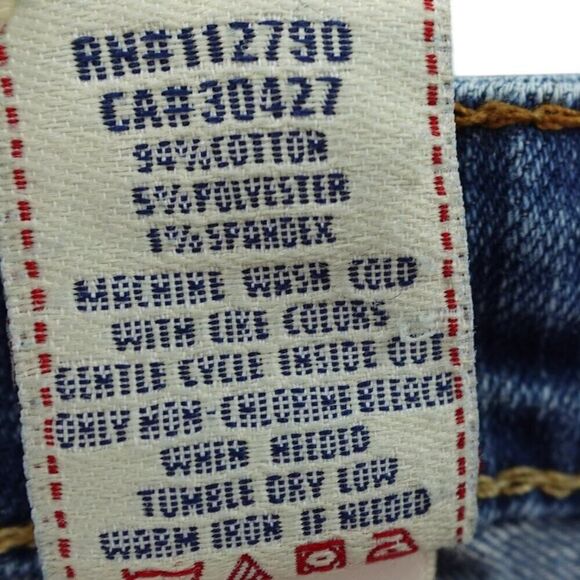 RN#112790
CA#30427
94%COTTON
5%POLYESTER
1%SPANDEX
MACHINE WASH COLD
WITH LIKE COLORS
GENTLE CYCLE INSIDE OUT
ONLY NON-CHLORINE BLEACH
WHEN NEEDED
TUMBLE DRY LOW
WARM IRON IF NEEDED